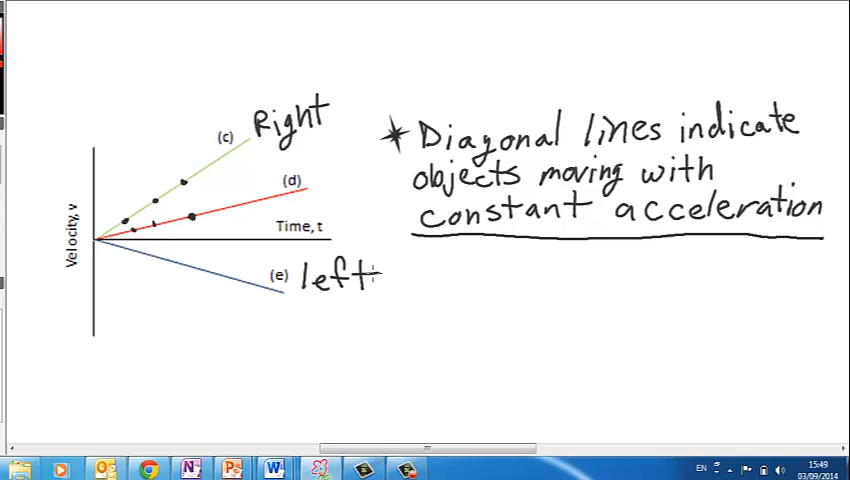 (c) Right
(d)
Velocity, v
Time, t
(e) left
Diagonal lines indicate
objects moving with
constant acceleration
EN
15:49
03/09/2014